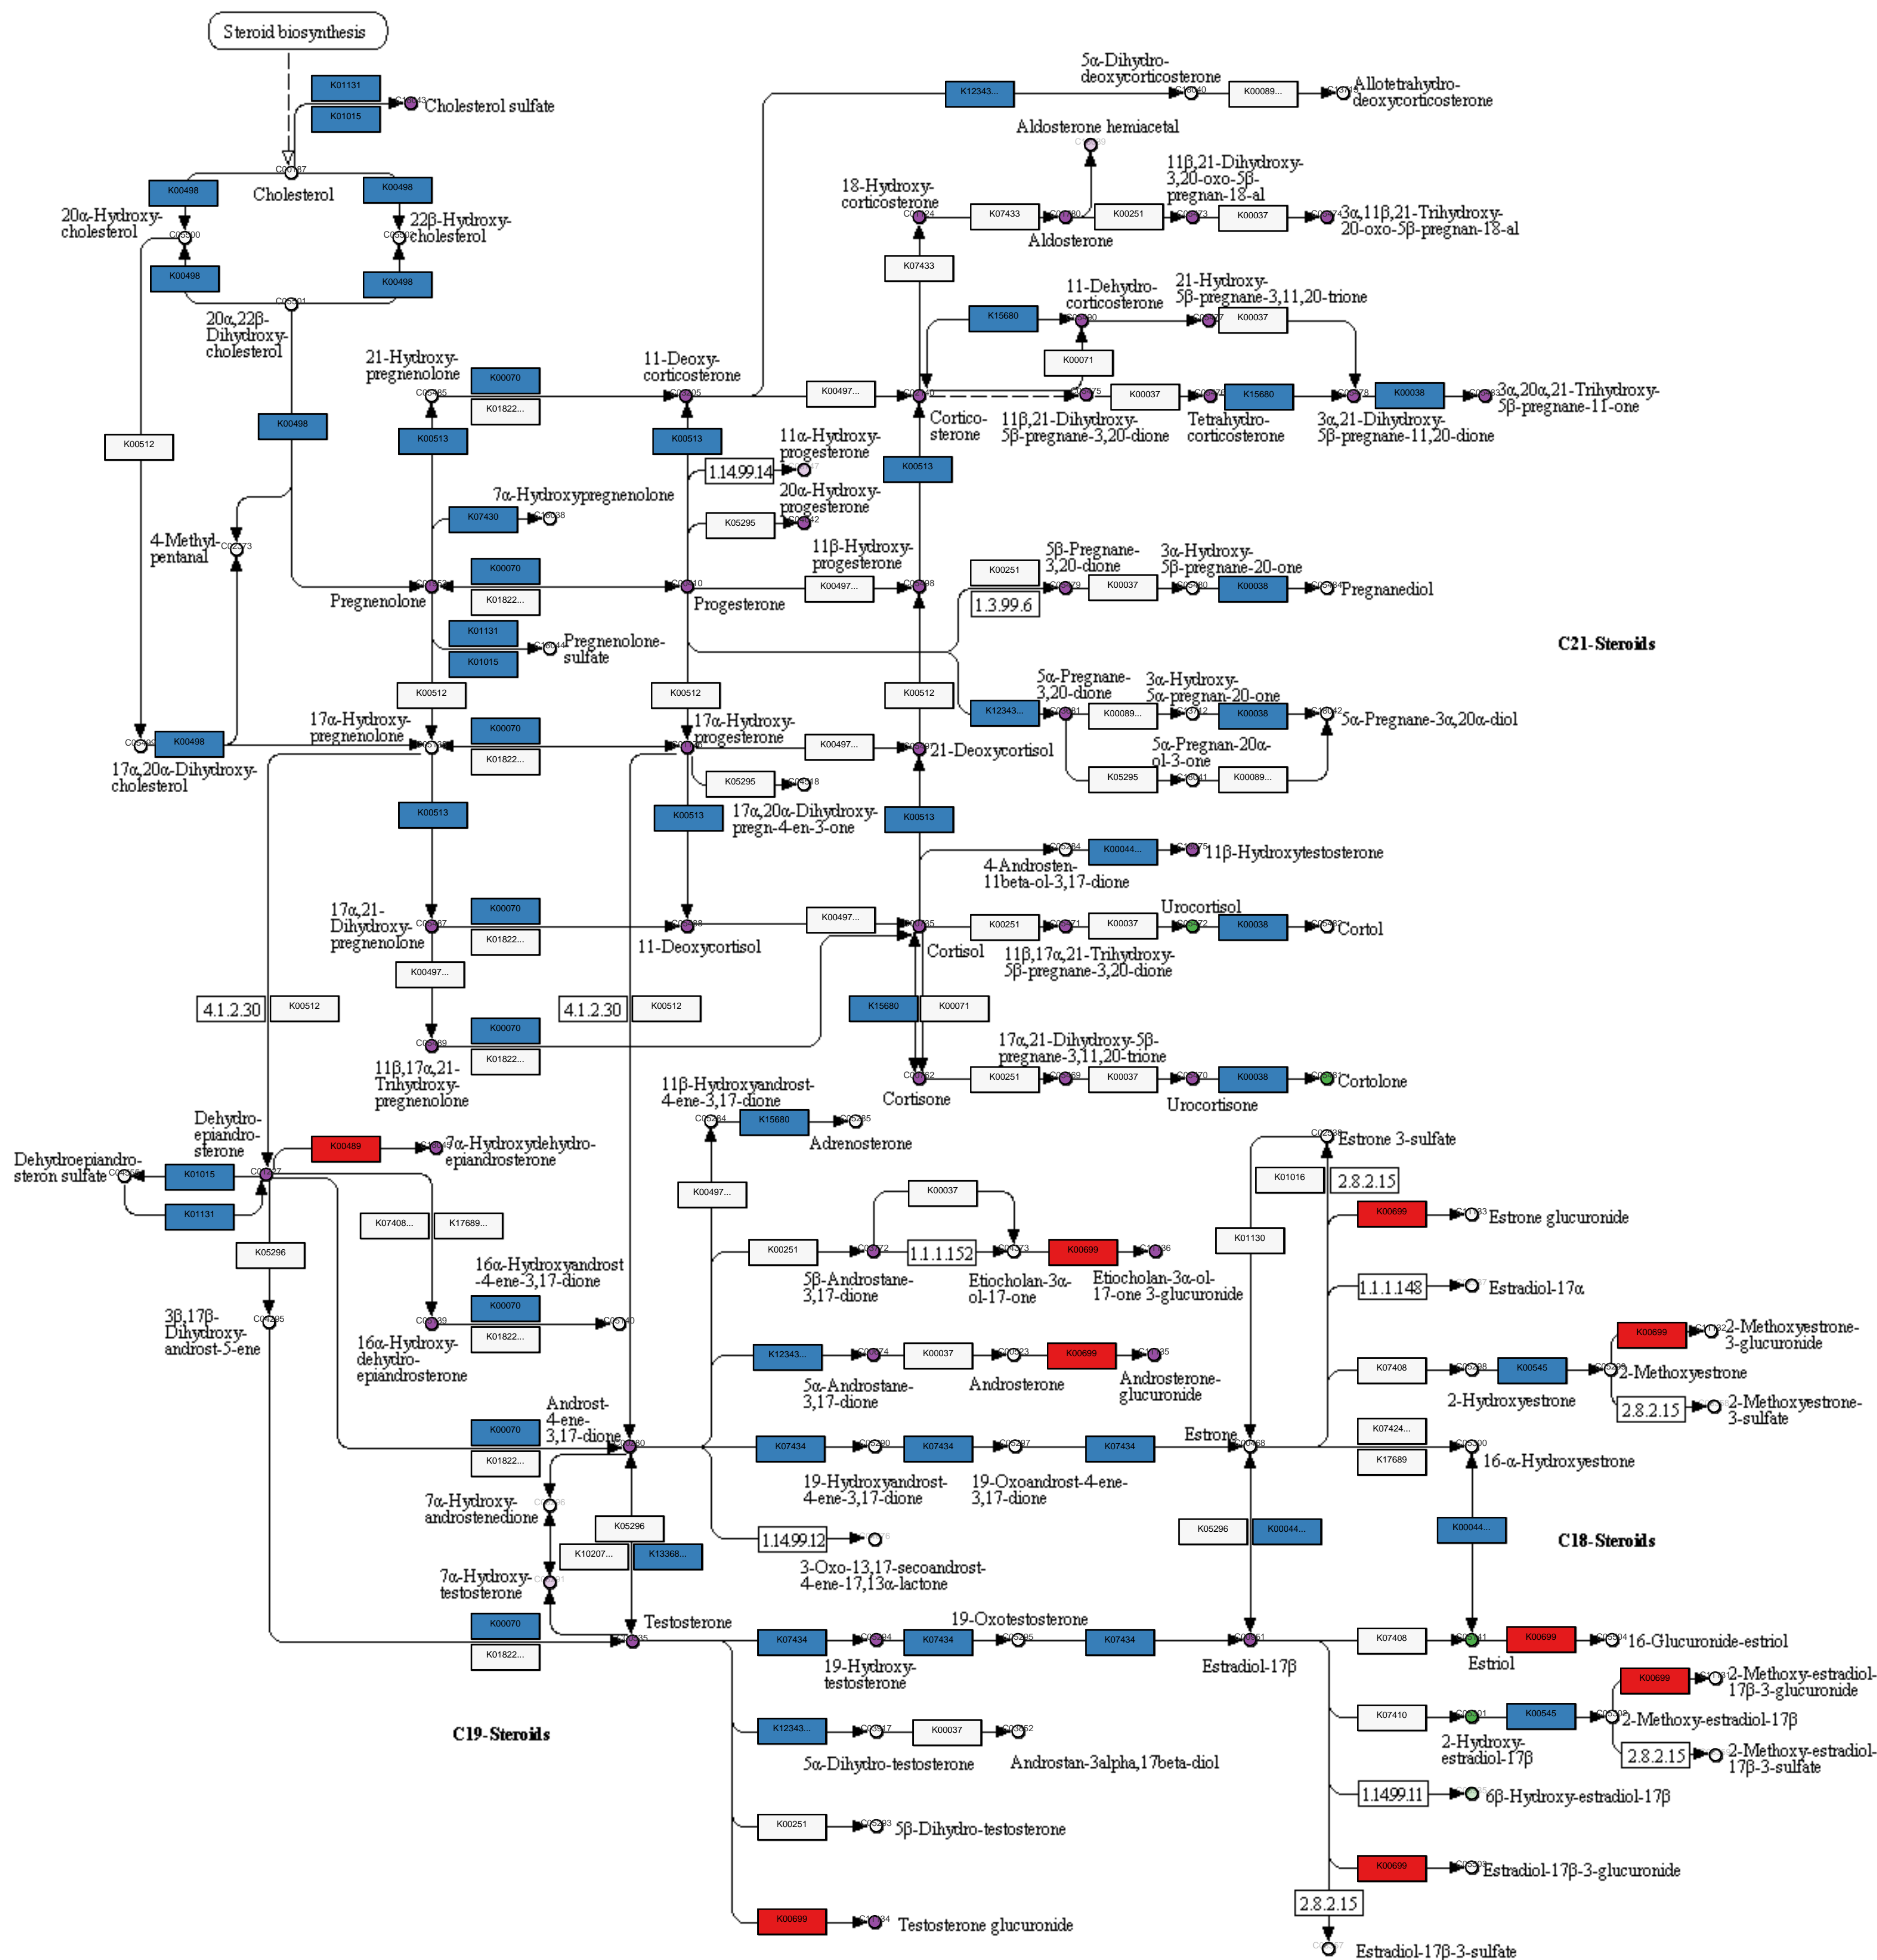 Steroid biosynthesis
K01131
Cholesterol sulfate
K01015
5α-Dihydro-
deoxycorticosterone
K12343...
K00089...
Allotetrahydro-
deoxycorticosterone
Aldosterone hemiacetal
K00498
K00498
Cholesterol
20α-Hydroxy-
cholesterol
22β-Hydroxy-
cholesterol
K00498
K00498
20α,22β-
Dihydroxy-
cholesterol
18-Hydroxy-
corticosterone
K07433
Aldosterone
K00251
11β,21-Dihydroxy-
3,20-oxo-5β-
pregnan-18-al
K00037
3α,11β,21-Trihydroxy-
20-oxo-5β-pregnan-18-al
K07433
11-Dehydro-
corticosterone
21-Hydroxy-
5β-pregnane-3,11,20-trione
K15680
K00037
K00071
21-Hydroxy-
pregnenolone
K00070
K01822...
11-Deoxy-
corticosterone
K00497...
Cortico-
sterone
11β,21-Dihydroxy-
5β-pregnane-3,20-dione
K00037
Tetrahydro-
corticosterone
K15680
3α,21-Dihydroxy-
5β-pregnane-11,20-dione
K00038
3α,20α,21-Trihydroxy-
5β-pregnane-11-one
K00512
K00498
K00513
K00513
K00513
11α-Hydroxy-
progesterone
1.14.99.14
7α-Hydroxypregnenolone
K07430
20α-Hydroxy-
progesterone
K05295
4-Methyl-
pentanal
11β-Hydroxy-
progesterone
Pregnenolone
K00070
K01822...
Progesterone
K00497...
K00251
1.3.99.6
5β-Pregnane-
3,20-dione
K00037
3α-Hydroxy-
5β-pregnane-20-one
K00038
Pregnanediol
K01131
K01015
Pregnenolone-
sulfate
C21-Steroids
K00512
K00512
K00512
K12343...
5α-Pregnane-
3,20-dione
K00089...
3α-Hydroxy-
5α-pregnan-20-one
K00038
5α-Pregnane-3α,20α-diol
K05295
5α-Pregnan-20α-
ol-3-one
K00089...
K00498
17α,20α-Dihydroxy-
cholesterol
17α-Hydroxy-
pregnenolone
K00070
K01822...
17α-Hydroxy-
progesterone
K00497...
21-Deoxycortisol
K05295
17α,20α-Dihydroxy-
pregn-4-en-3-one
K00513
K00513
K00513
4-Androsten-
11beta-ol-3,17-dione
K00044...
11β-Hydroxytestosterone
17α,21-
Dihydroxy-
pregnenolone
K00070
K01822...
11-Deoxycortisol
K00497...
Cortisol
K00251
11β,17α,21-Trihydroxy-
5β-pregnane-3,20-dione
K00037
Urocortisol
K00038
Cortol
K00497...
4.1.2.30
K00512
4.1.2.30
K00512
K15680
K00071
K00070
K01822...
11β,17α,21-
Trihydroxy-
pregnenolone
Cortisone
K00251
17α,21-Dihydroxy-5β-
pregnane-3,11,20-trione
K00037
Urocortisone
K00038
Cortolone
11β-Hydroxyandrost-
4-ene-3,17-dione
K15680
Adrenosterone
Dehydro-
epiandro-
sterone
K00489
7α-Hydroxydehydro-
epiandrosterone
Dehydroepiandro-
steron sulfate
K01015
K01131
K07408...
K17689...
K05296
K00497...
K00037
K00251
5β-Androstane-
3,17-dione
1.1.1.152
Etiocholan-3α-
ol-17-one
K00699
Etiocholan-3α-ol-
17-one 3-glucuronide
Estrone 3-sulfate
K01016
2.8.2.15
K01130
K00699
Estrone glucuronide
1.1.1.148
Estradiol-17α
3β,17β-
Dihydroxy-
androst-5-ene
16α-Hydroxyandrost
-4-ene-3,17-dione
K00070
K01822...
16α-Hydroxy-
dehydro-
epiandrosterone
K12343...
5α-Androstane-
3,17-dione
K00037
Androsterone
K00699
Androsterone-
glucuronide
K07408
2-Hydroxyestrone
K00545
2-Methoxyestrone
K00699
2-Methoxyestrone-
3-glucuronide
2.8.2.15
2-Methoxyestrone-
3-sulfate
K00070
K01822...
Androst-
4-ene-
3,17-dione
K07434
19-Hydroxyandrost-
4-ene-3,17-dione
K07434
19-Oxoandrost-4-ene-
3,17-dione
K07434
Estrone
K07424...
K17689
16-α-Hydroxyestrone
7α-Hydroxy-
androstenedione
K05296
K10207...
K13368...
1.14.99.12
3-Oxo-13,17-secoandrost-
4-ene-17,13α-lactone
K05296
K00044...
K00044...
C18-Steroids
7α-Hydroxy-
testosterone
K00070
K01822...
Testosterone
K07434
19-Hydroxy-
testosterone
K07434
19-Oxotestosterone
K07434
Estradiol-17β
K07408
Estriol
K00699
16-Glucuronide-estriol
C19-Steroids
K12343...
5α-Dihydro-testosterone
K00037
Androstan-3alpha,17beta-diol
K07410
2-Hydroxy-
estradiol-17β
K00545
2-Methoxy-estradiol-17β
K00699
2-Methoxy-estradiol-
17β-3-glucuronide
2.8.2.15
2-Methoxy-estradiol-
17β-3-sulfate
1.14.99.11
6β-Hydroxy-estradiol-17β
K00251
5β-Dihydro-testosterone
K00699
Estradiol-17β-3-glucuronide
K00699
Testosterone glucuronide
2.8.2.15
Estradiol-17β-3-sulfate